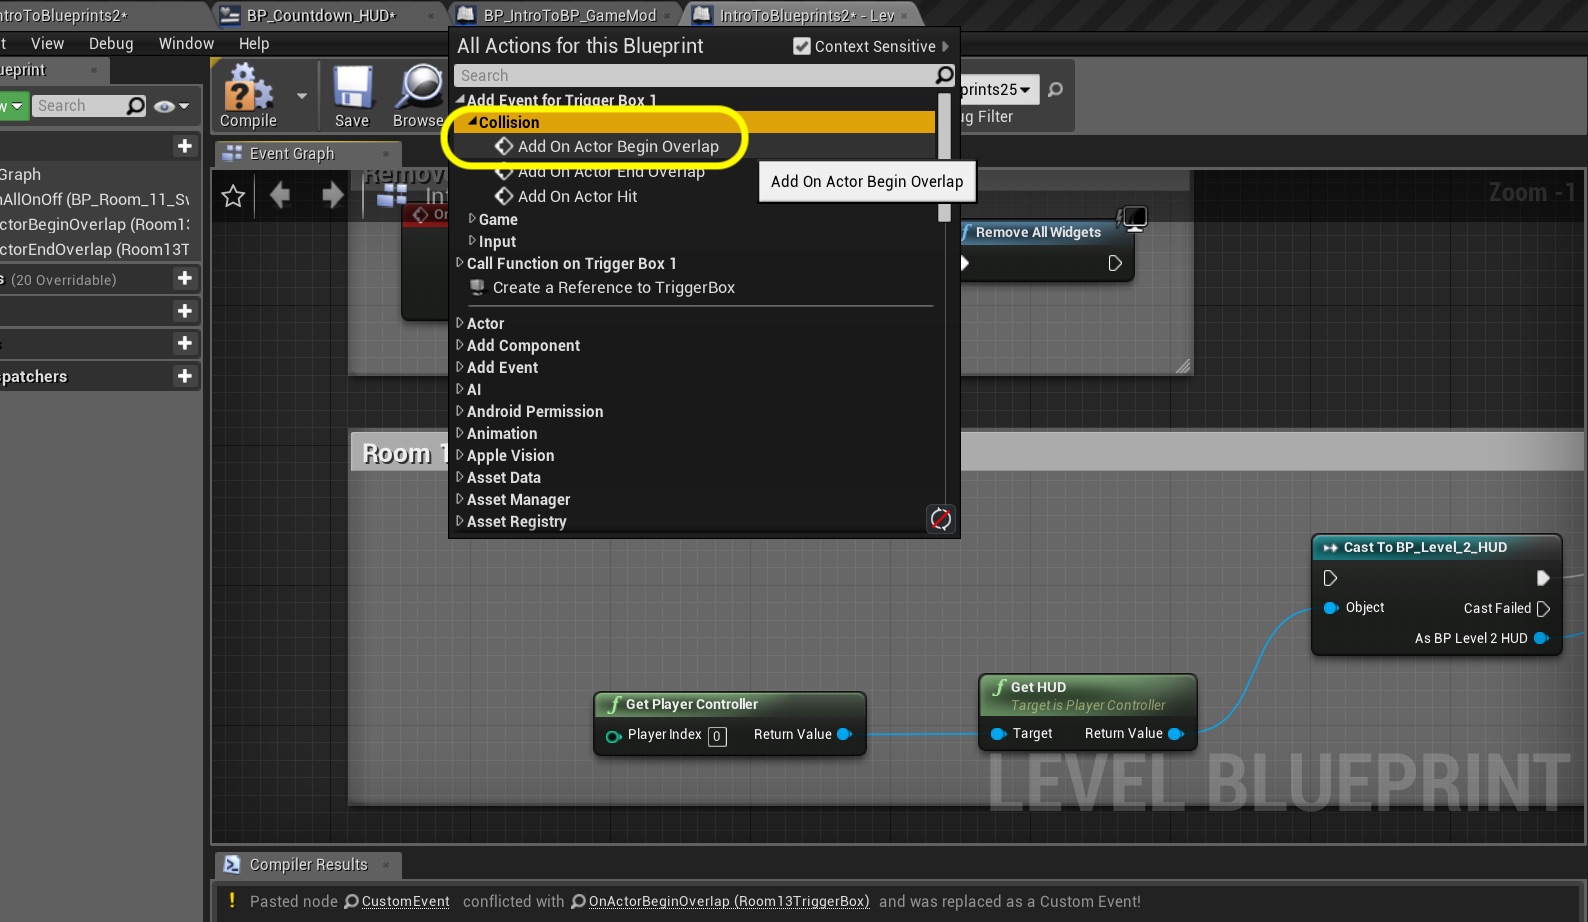 ntroToBlueprints2*
BP_Countdown_HUD*
BP_IntroToBP_GameMod
IntroToBlueprints2* - Lev
t View Debug Window Help
ueprint
All Actions for this Blueprint
Context Sensitive
w Search
Search
Compile
Save
Browse
prints25
ug Filter
Add Event for Trigger Box 1
Collision
Add On Actor Begin Overlap
Add On Actor End Overlap
Add On Actor Hit
Add On Actor Begin Overlap
Game
Input
Call Function on Trigger Box 1
Create a Reference to TriggerBox
Actor
Add Component
Add Event
AI
Android Permission
Animation
Apple Vision
Asset Data
Asset Manager
Asset Registry
Event Graph
Graph
nAllOnOff (BP_Room_11_Sv
ctorBeginOverlap (Room13
ctorEndOverlap (Room13T
s (20 Overridable)
s
patchers
Remove
Int
On
Zoom -1
f Remove All Widgets
Room 1
Cast To BP_Level_2_HUD
Object
Cast Failed
As BP Level 2 HUD
f Get Player Controller
Player Index 0 Return Value
f Get HUD
Target is Player Controller
Target Return Value
LEVEL BLUEPRINT
Compiler Results
! Pasted node CustomEvent conflicted with OnActorBeginOverlap (Room13TriggerBox) and was replaced as a Custom Event!